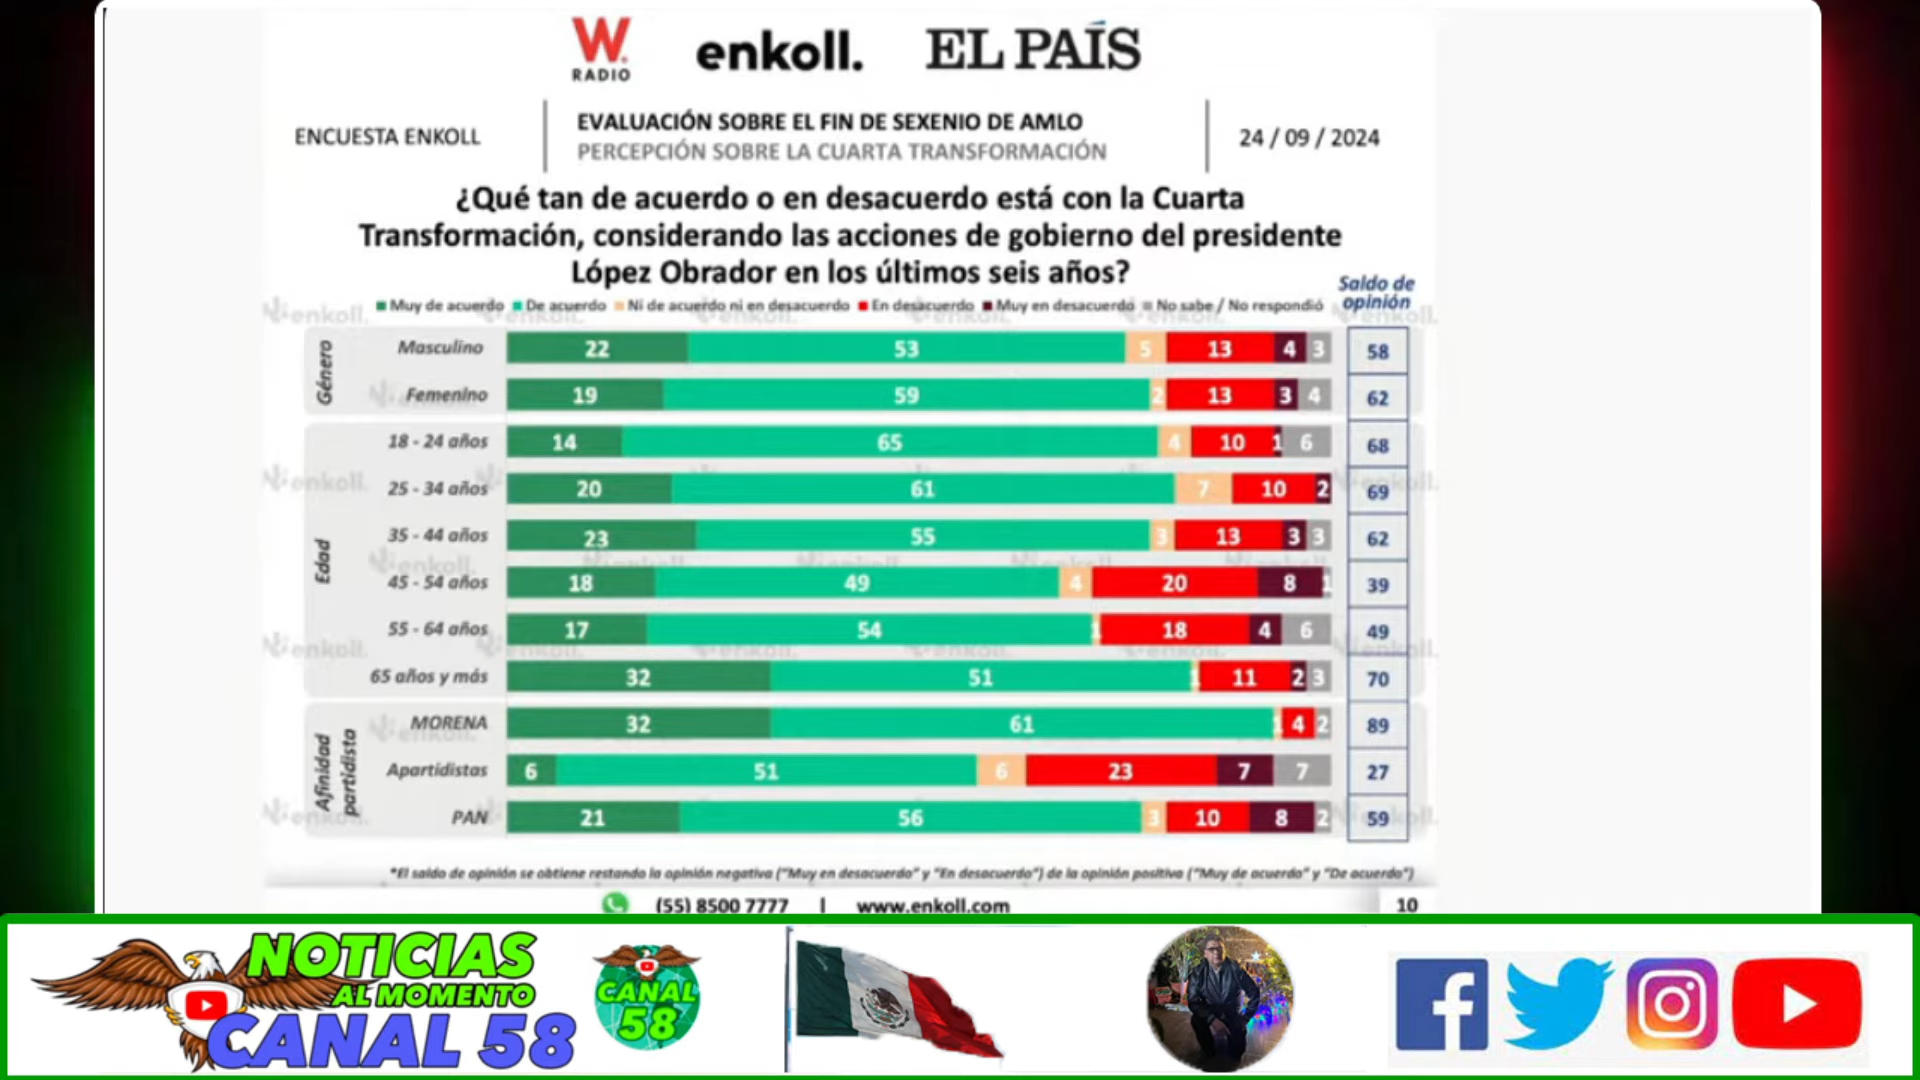 W RADIO
enkoll.
EL PAÍS
ENCUESTA ENKOLL
EVALUACIÓN SOBRE EL FIN DE SEXENIO DE AMLO
PERCEPCIÓN SOBRE LA CUARTA TRANSFORMACIÓN
24 / 09 / 2024
¿Qué tan de acuerdo o en desacuerdo está con la Cuarta
Transformación, considerando las acciones de gobierno del presidente
López Obrador en los últimos seis años?
Saldo de
opinión
Muy de acuerdo De acuerdo Ni de acuerdo ni en desacuerdo En desacuerdo Muy en desacuerdo No sabe / No respondió
Género
Masculino 22 53 5 13 4 3 58
Femenino 19 59 2 13 3 4 62
Edad
18 - 24 años 14 65 4 10 1 6 68
25 - 34 años 20 61 7 10 2 69
35 - 44 años 23 55 3 13 3 3 62
45 - 54 años 18 49 4 20 8 1 39
55 - 64 años 17 54 1 18 4 6 49
65 años y más 32 51 1 11 2 3 70
Afinidad
partidista
MORENA 32 61 1 4 2 89
Apartidistas 6 51 6 23 7 7 27
PAN 21 56 3 10 8 2 59
*El saldo de opinión se obtiene restando la opinión negativa ("Muy en desacuerdo" y "En desacuerdo") de la opinión positiva ("Muy de acuerdo" y "De acuerdo")
(55) 8500 7777 | www.enkoll.com
10
NOTICIAS
AL MOMENTO
CANAL 58
CANAL
58